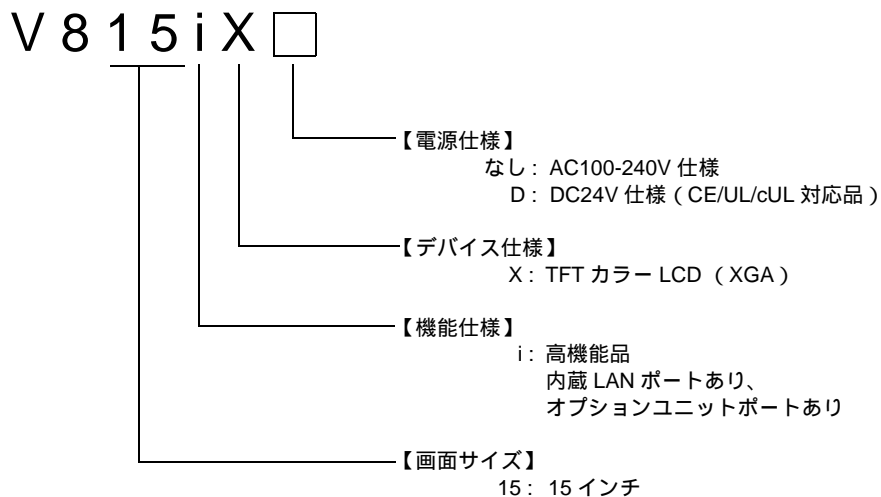 V815iX□
【電源仕様】
なし： AC100-240V 仕様
D： DC24V 仕様（CE/UL/cUL 対応品）
【デバイス仕様】
X： TFT カラー LCD （XGA）
【機能仕様】
i： 高機能品
内蔵 LAN ポートあり、
オプションユニットポートあり
【画面サイズ】
15： 15 インチ